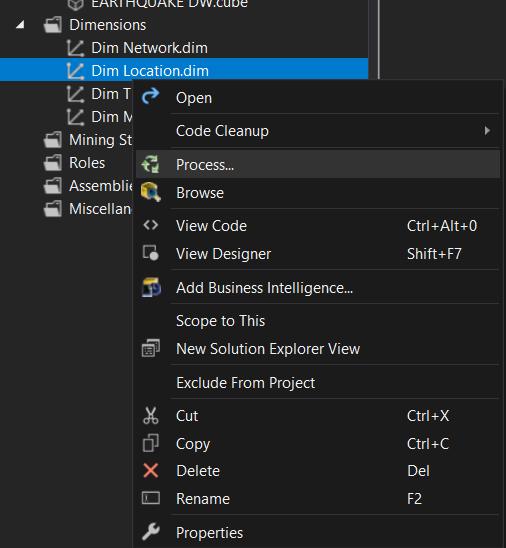 EARTHQUAKE DW.cube
Dimensions
Dim Network.dim
Dim Location.dim
Dim T
Dim M
Mining St
Roles
Assemblie
Miscellan
Open
Code Cleanup
Process...
Browse
View Code Ctrl+Alt+0
View Designer Shift+F7
Add Business Intelligence...
Scope to This
New Solution Explorer View
Exclude From Project
Cut Ctrl+X
Copy Ctrl+C
Delete Del
Rename F2
Properties